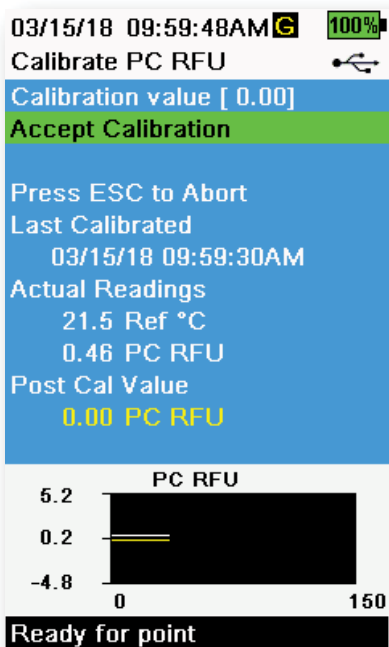 03/15/18 09:59:48AM G 100%
Calibrate PC RFU
Calibration value [ 0.00]
Accept Calibration
Press ESC to Abort
Last Calibrated
03/15/18 09:59:30AM
Actual Readings
21.5 Ref °C
0.46 PC RFU
Post Cal Value
0.00 PC RFU
PC RFU
5.2
0.2
-4.8
0 150
Ready for point